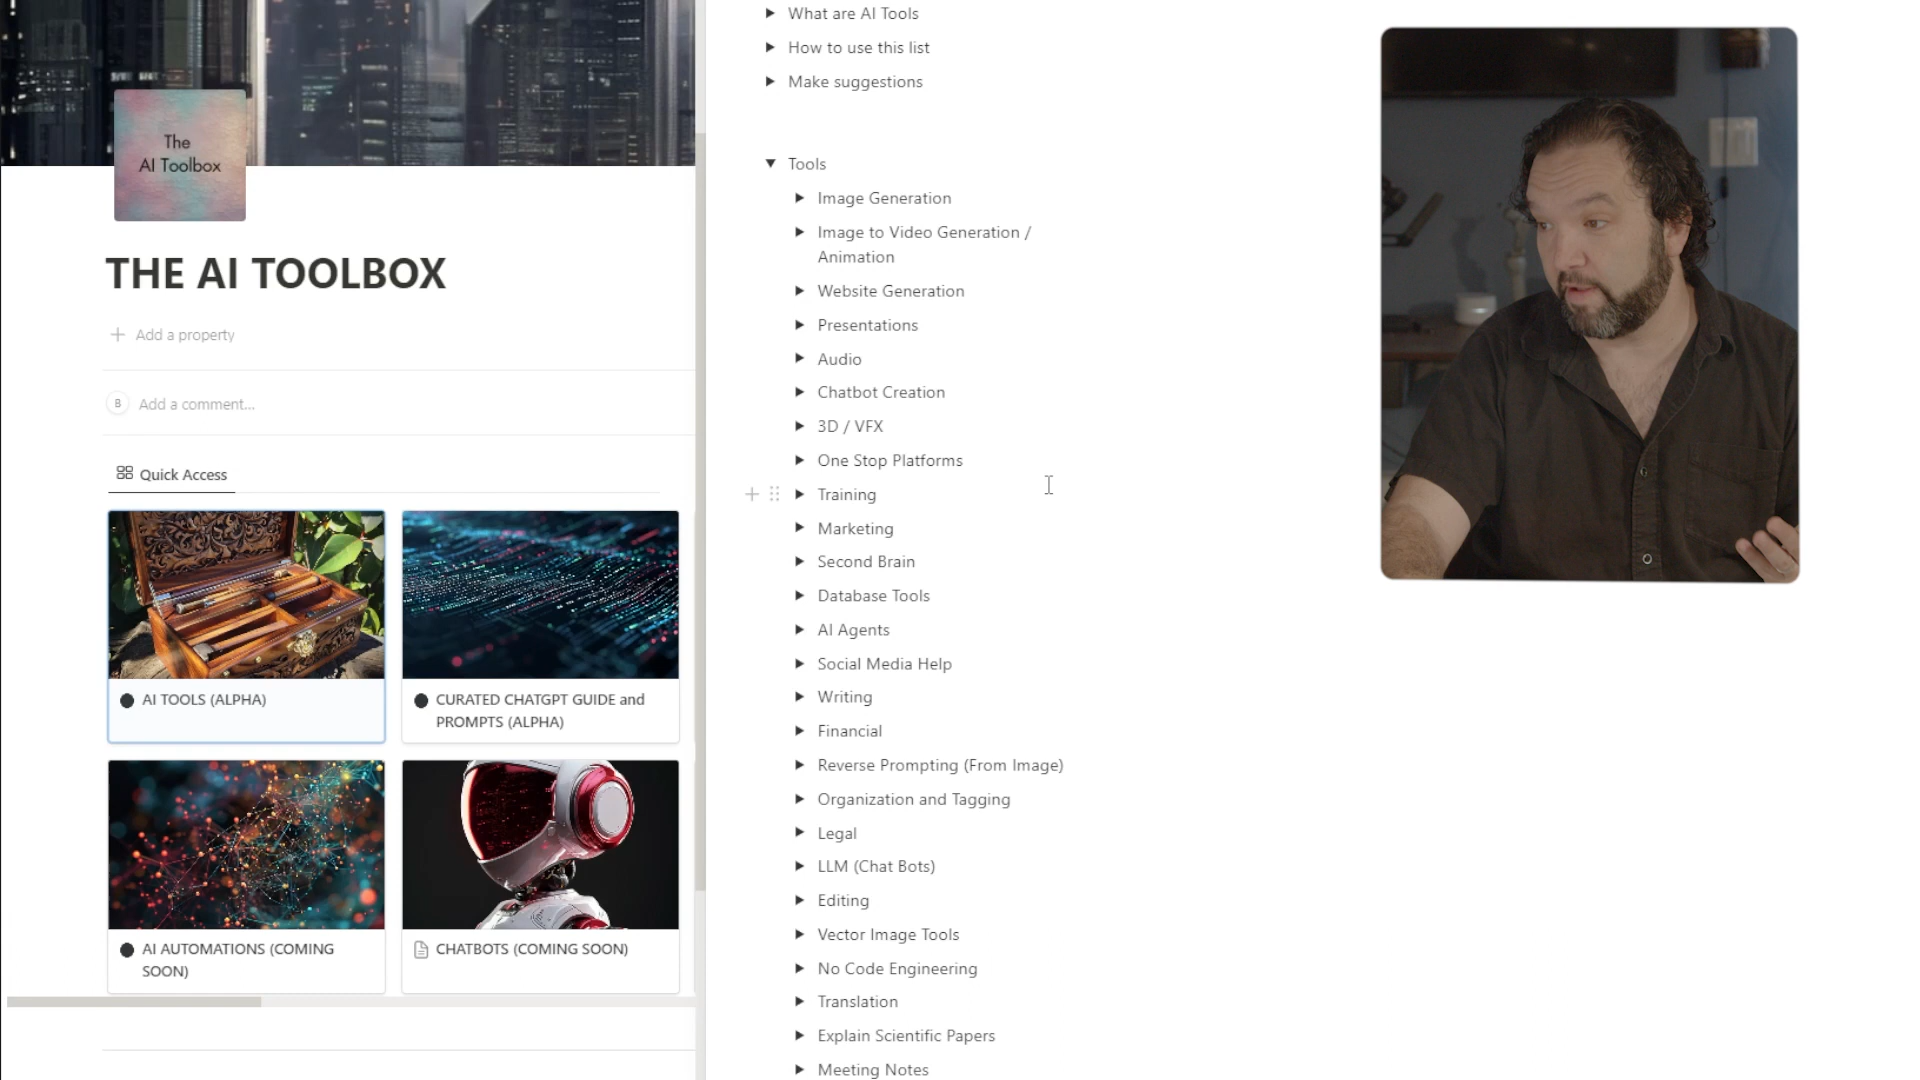 The
AI Toolbox
THE AI TOOLBOX
Add a property
B
Add a comment...
Quick Access
AI TOOLS (ALPHA)
CURATED CHATGPT GUIDE and
PROMPTS (ALPHA)
AI AUTOMATIONS (COMING
SOON)
CHATBOTS (COMING SOON)
What are AI Tools
How to use this list
Make suggestions
Tools
Image Generation
Image to Video Generation /
Animation
Website Generation
Presentations
Audio
Chatbot Creation
3D / VFX
One Stop Platforms
Training
Marketing
Second Brain
Database Tools
AI Agents
Social Media Help
Writing
Financial
Reverse Prompting (From Image)
Organization and Tagging
Legal
LLM (Chat Bots)
Editing
Vector Image Tools
No Code Engineering
Translation
Explain Scientific Papers
Meeting Notes